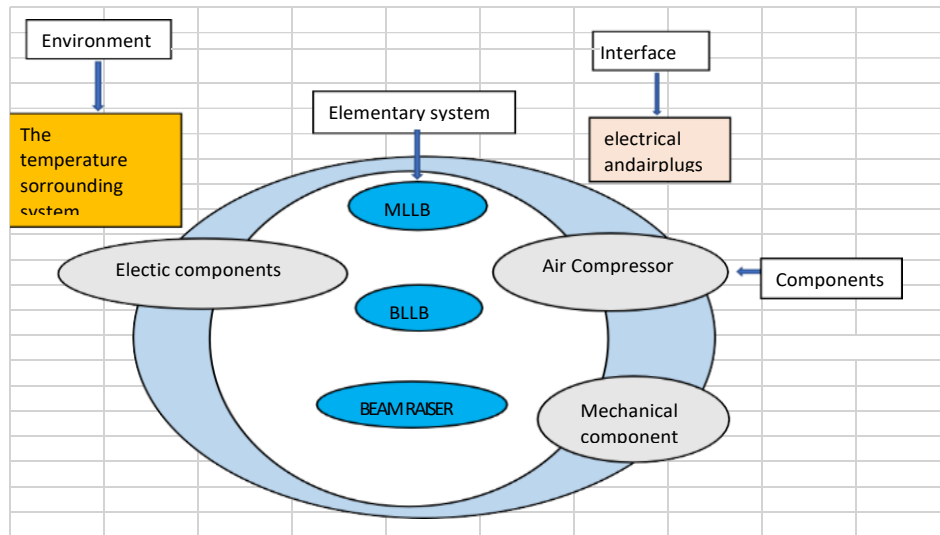 Environment
Interface
Elementary system
The
temperature
sorrounding
system
electrical
andairplugs
MLLB
Electic components
Air Compressor
Components
BLLB
BEAM RAISER
Mechanical
component